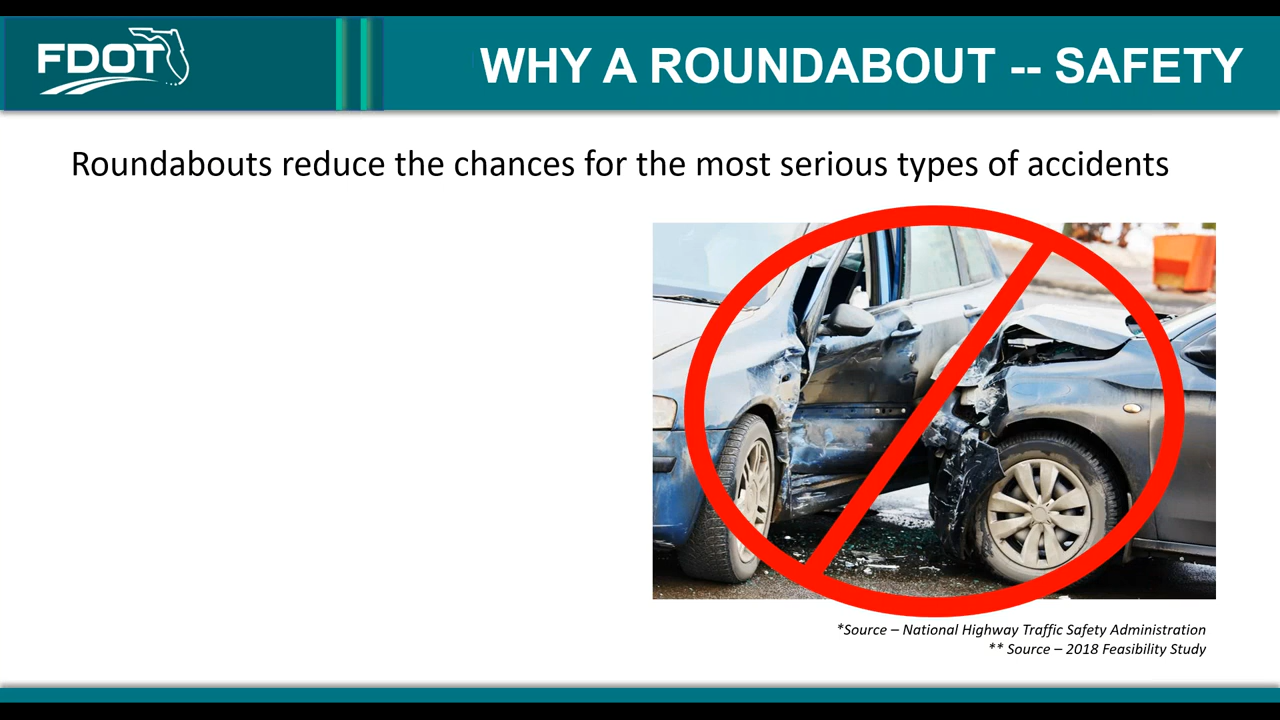 FDOT
WHY A ROUNDABOUT -- SAFETY
Roundabouts reduce the chances for the most serious types of accidents
*Source – National Highway Traffic Safety Administration
** Source – 2018 Feasibility Study